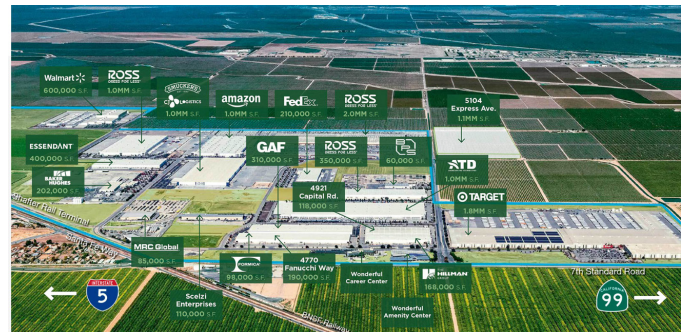 Walmart
600,000 S.F.
ROSS
DRESS FOR LESS
1.0MM S.F.
SMUCKER'S
CJ LOGISTICS
1.0MM S.F.
amazon
1.0MM S.F.
FedEx
210,000 S.F.
ROSS
DRESS FOR LESS
2.0MM S.F.
5104
Express Ave.
1.1MM S.F.
ESSENDANT
400,000 S.F.
BAKER
HUGHES
202,000 S.F.
GAF
310,000 S.F.
ROSS
DRESS FOR LESS
350,000 S.F.
60,000 S.F.
ATD
1.0MM S.F.
4921
Capital Rd.
118,000 S.F.
TARGET
1.8MM S.F.
Shafter Rail Terminal
Santa Fe Way
MRC Global
85,000 S.F.
Scelzi
Enterprises
110,000 S.F.
FORMICA
98,000 S.F.
4770
Fanucchi Way
190,000 S.F.
Wonderful
Career Center
HILLMAN
168,000 S.F.
7th Standard Road
Wonderful
Amenity Center
BNSF Railway
INTERSTATE
5
CALIFORNIA
99